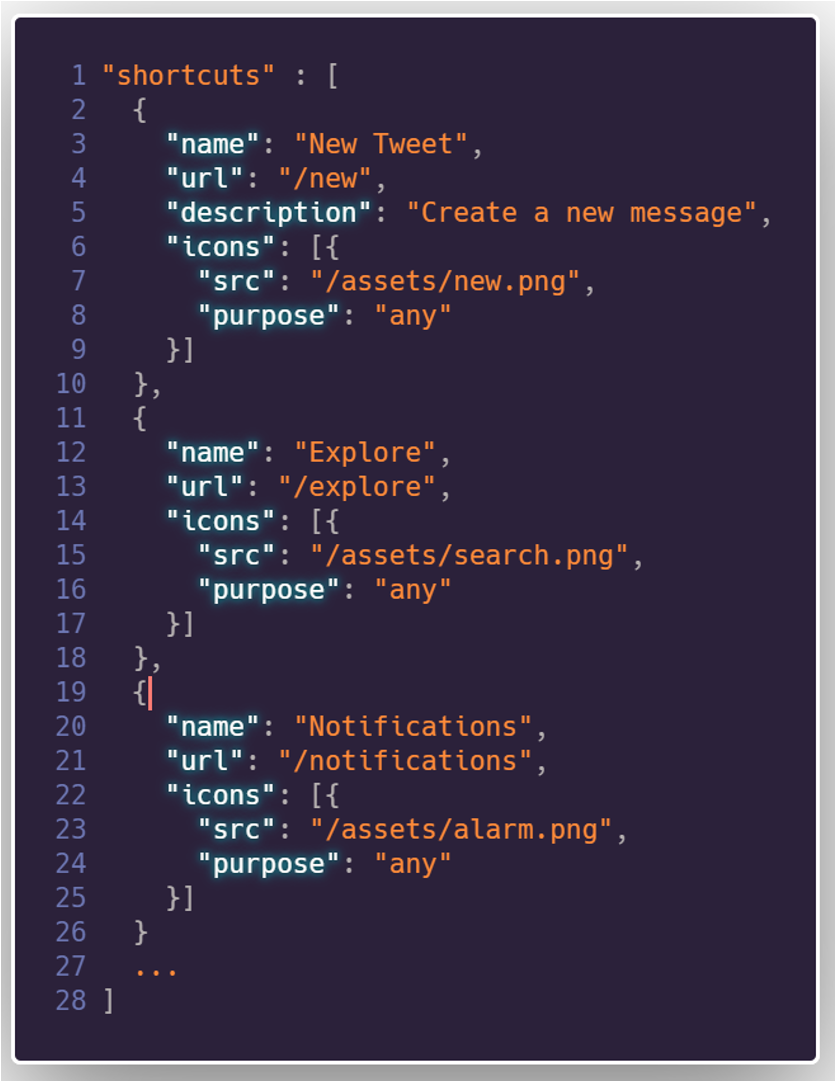 1 "shortcuts" : [
2   {
3     "name": "New Tweet",
4     "url": "/new",
5     "description": "Create a new message",
6     "icons": [{
7       "src": "/assets/new.png",
8       "purpose": "any"
9     }]
10   },
11   {
12     "name": "Explore",
13     "url": "/explore",
14     "icons": [{
15       "src": "/assets/search.png",
16       "purpose": "any"
17     }]
18   },
19   {
20     "name": "Notifications",
21     "url": "/notifications",
22     "icons": [{
23       "src": "/assets/alarm.png",
24       "purpose": "any"
25     }]
26   }
27   ...
28 ]